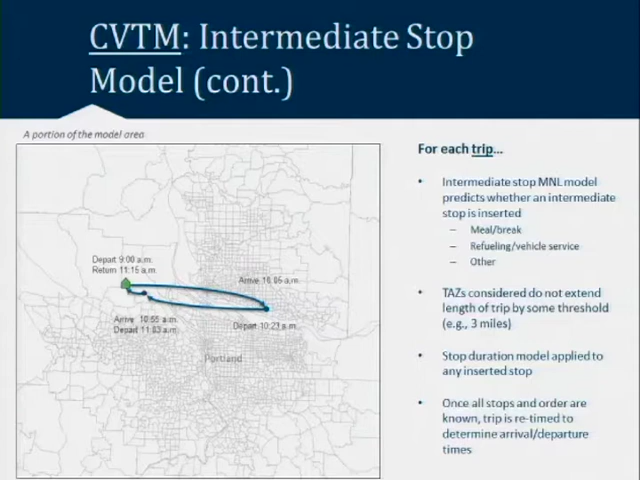 CVTM: Intermediate Stop
Model (cont.)
A portion of the model area
For each trip...
• Intermediate stop MNL model
predicts whether an intermediate
stop is inserted
– Meal/break
– Refueling/vehicle service
– Other
• TAZs considered do not extend
length of trip by some threshold
(e.g., 3 miles)
• Stop duration model applied to
any inserted stop
• Once all stops and order are
known, trip is re-timed to
determine arrival/departure
times
Depart 9:00 a.m.
Return 11:15 a.m.
Arrive 10:05 a.m.
Arrive 10:55 a.m.
Depart 11:03 a.m.
Depart 10:23 a.m.
Portland